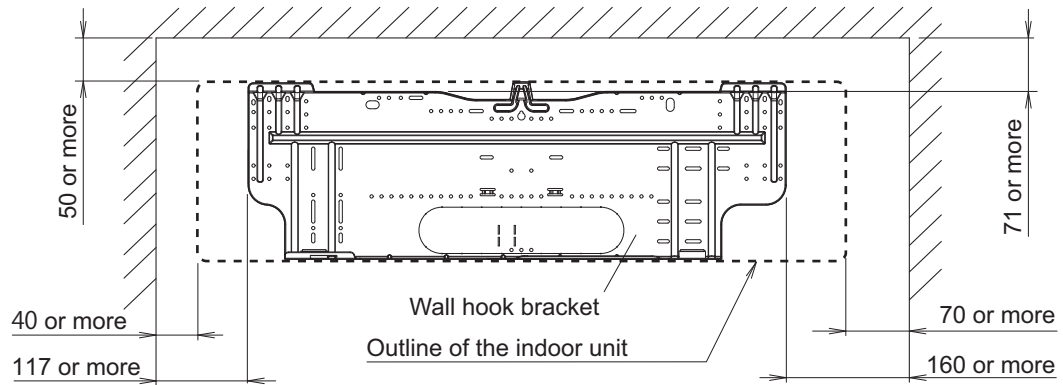 50 or more
71 or more
Wall hook bracket
40 or more
70 or more
Outline of the indoor unit
117 or more
160 or more